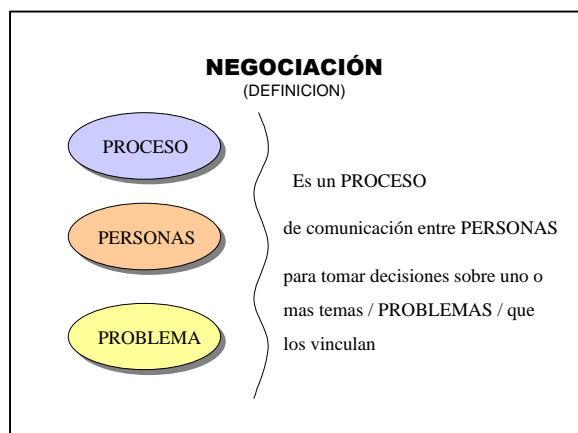 NEGOCIACIÓN
(DEFINICION)
PROCESO
PERSONAS
PROBLEMA
Es un PROCESO
de comunicación entre PERSONAS
para tomar decisiones sobre uno o
mas temas / PROBLEMAS / que
los vinculan